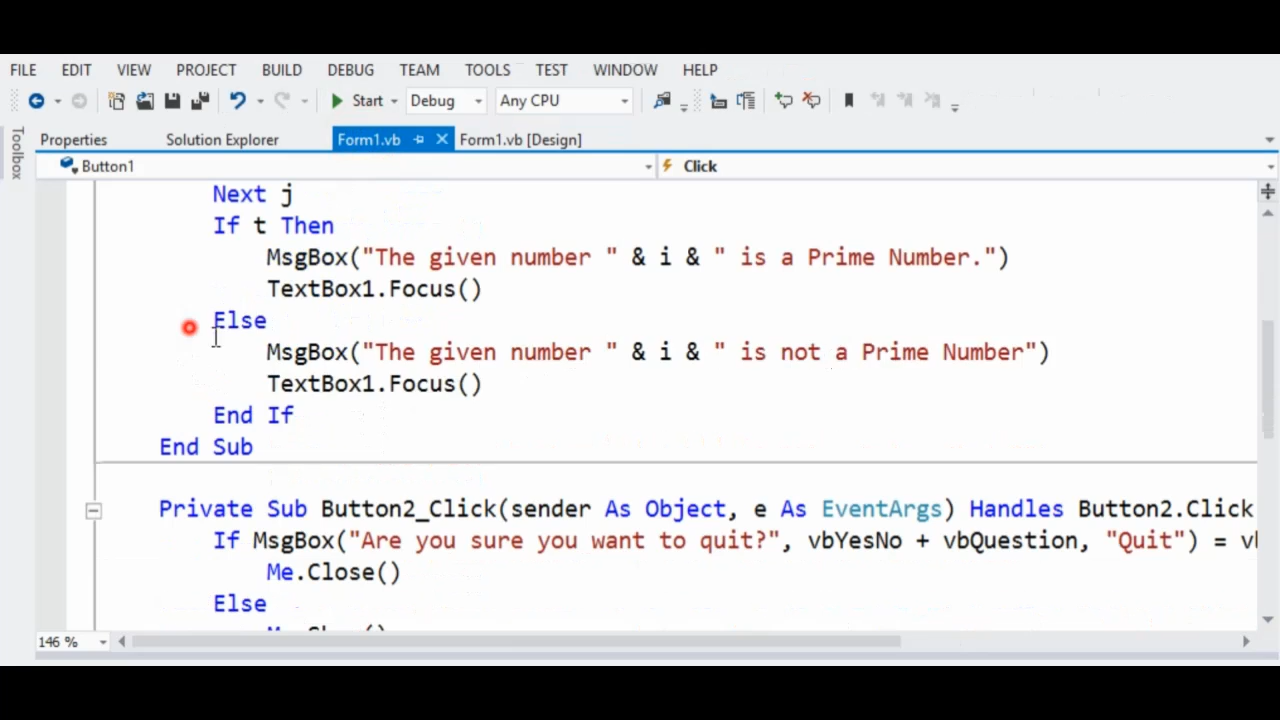 FILE EDIT VIEW PROJECT BUILD DEBUG TEAM TOOLS TEST WINDOW HELP
Start Debug Any CPU
Toolbox
Properties Solution Explorer Form1.vb Form1.vb [Design]
Button1 Click
Next j
If t Then
MsgBox("The given number " & i & " is a Prime Number.")
TextBox1.Focus()
Else
MsgBox("The given number " & i & " is not a Prime Number")
TextBox1.Focus()
End If
End Sub
Private Sub Button2_Click(sender As Object, e As EventArgs) Handles Button2.Click
If MsgBox("Are you sure you want to quit?", vbYesNo + vbQuestion, "Quit") =
Me.Close()
Else
146 %